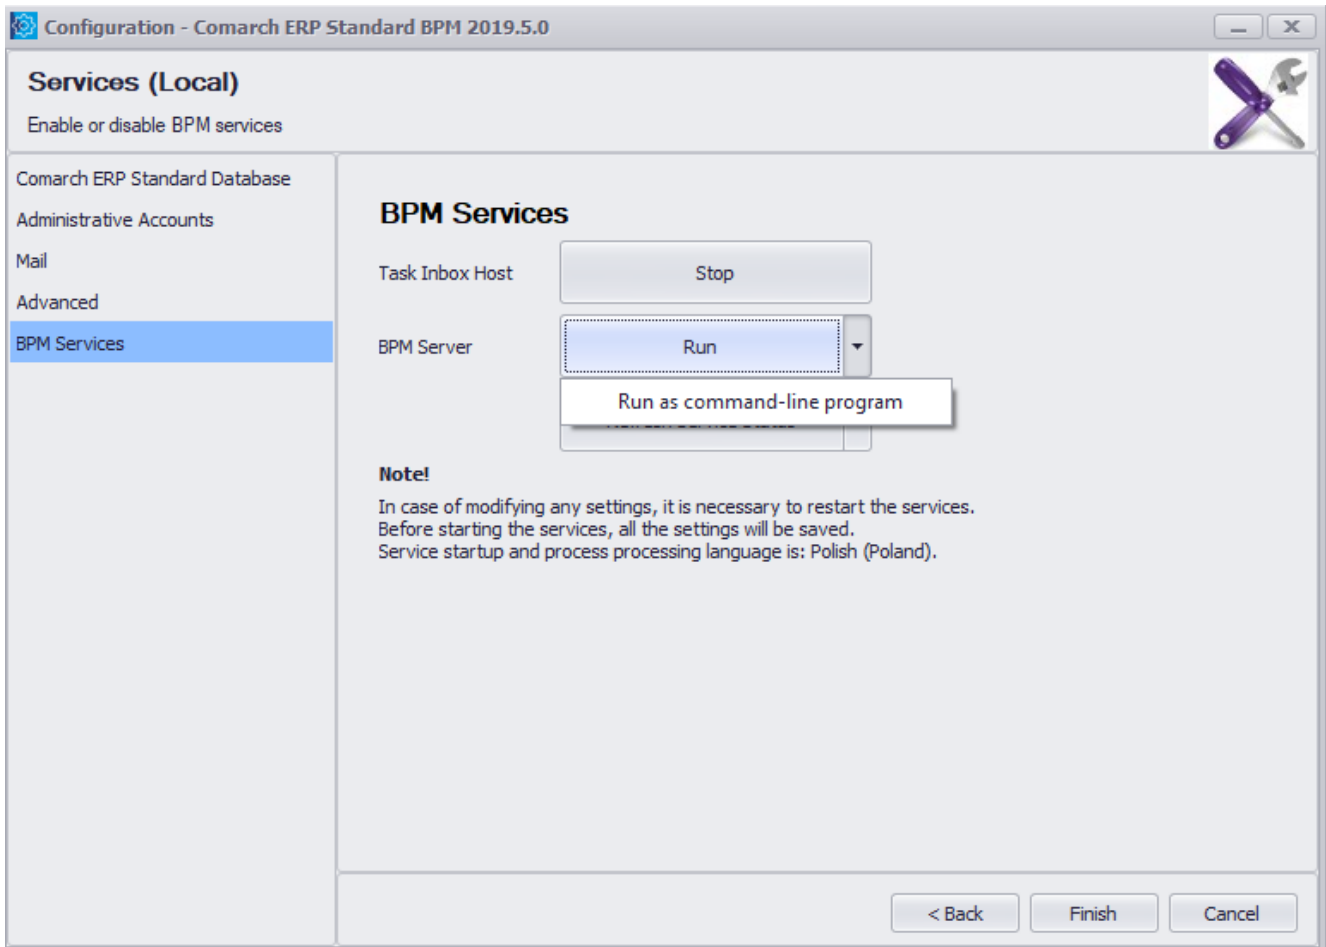 Configuration - Comarch ERP Standard BPM 2019.5.0
Services (Local)
Enable or disable BPM services
Comarch ERP Standard Database
Administrative Accounts
Mail
Advanced
BPM Services
BPM Services
Task Inbox Host
Stop
BPM Server
Run
Run as command-line program
Note!
In case of modifying any settings, it is necessary to restart the services.
Before starting the services, all the settings will be saved.
Service startup and process processing language is: Polish (Poland).
< Back
Finish
Cancel